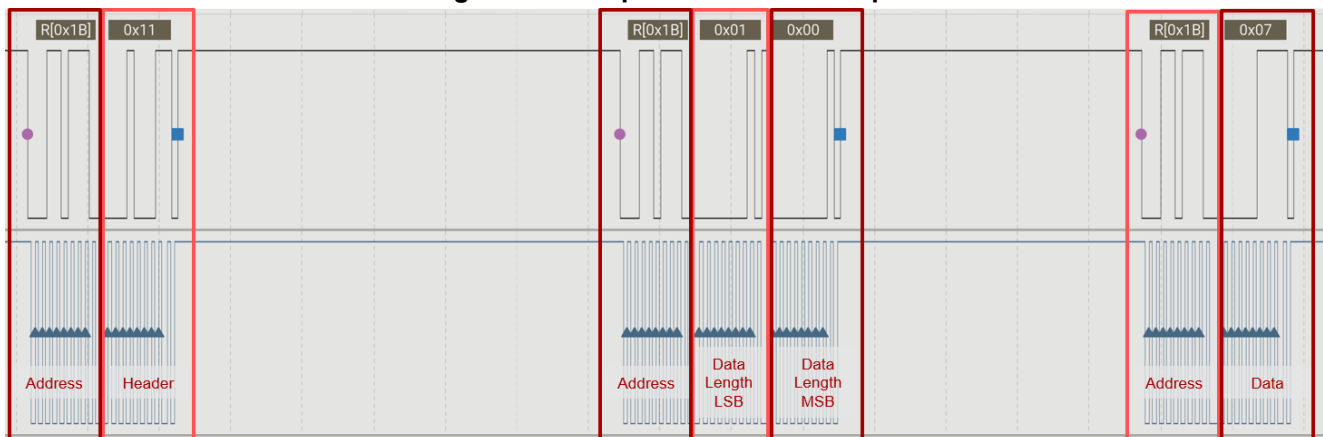 R[0x1B] 0x11 R[0x1B] 0x01 0x00 R[0x1B] 0x07
Address Header Address Data Length LSB Data Length MSB Address Data